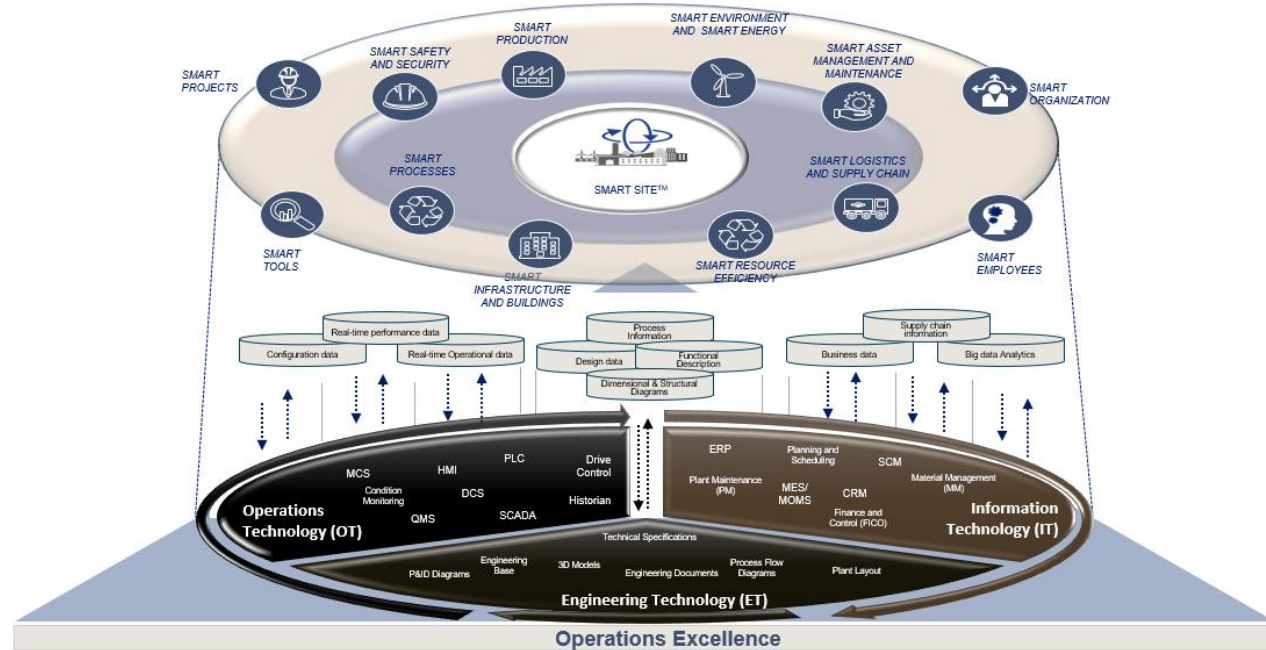 SMART
PROJECTS
SMART SAFETY
AND SECURITY
SMART
PRODUCTION
SMART ENVIRONMENT
AND SMART ENERGY
SMART ASSET
MANAGEMENT AND
MAINTENANCE
SMART
ORGANIZATION
SMART
PROCESSES
SMART SITE™
SMART LOGISTICS
AND SUPPLY CHAIN
SMART
TOOLS
SMART
INFRASTRUCTURE
AND BUILDINGS
SMART RESOURCE
EFFICIENCY
SMART
EMPLOYEES
Real-time performance data
Configuration data
Real-time Operational data
Process
Information
Design data
Functional
Description
Dimensional & Structural
Diagrams
Supply chain
information
Business data
Big data Analytics
MCS
HMI
PLC
Drive
Control
Condition
Monitoring
DCS
Historian
QMS
SCADA
Operations
Technology (OT)
ERP
Planning and
Scheduling
SCM
Plant Maintenance
(PM)
MES/
MOMS
CRM
Material Management
(MM)
Finance and
Control (FICO)
Information
Technology (IT)
Technical Specifications
P&ID Diagrams
Engineering
Base
3D Models
Engineering Documents
Process Flow
Diagrams
Plant Layout
Engineering Technology (ET)
Operations Excellence